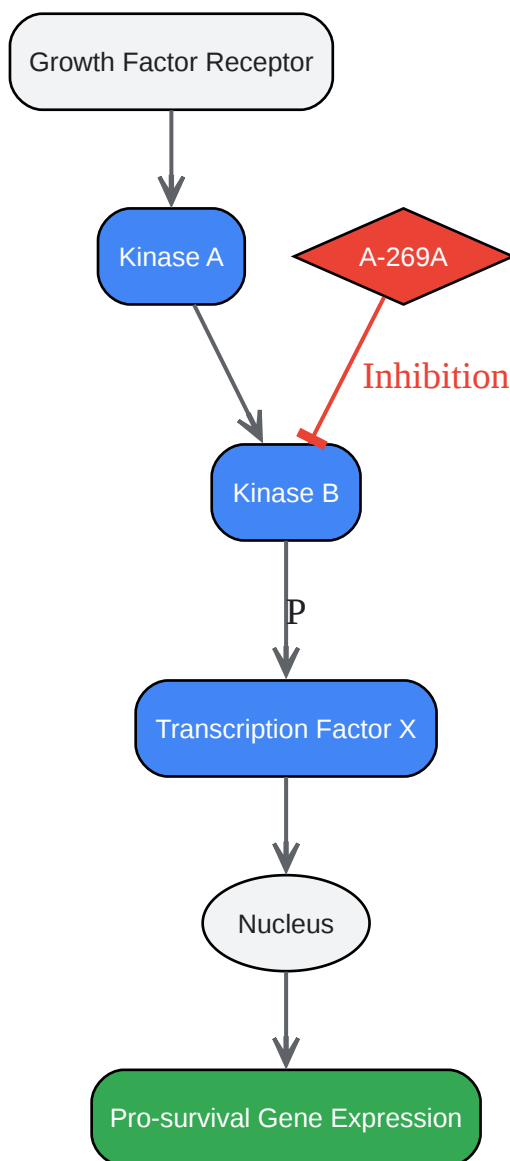 Growth Factor Receptor
Kinase A
A-269A
Inhibition
Kinase B
P
Transcription Factor X
Nucleus
Pro-survival Gene Expression